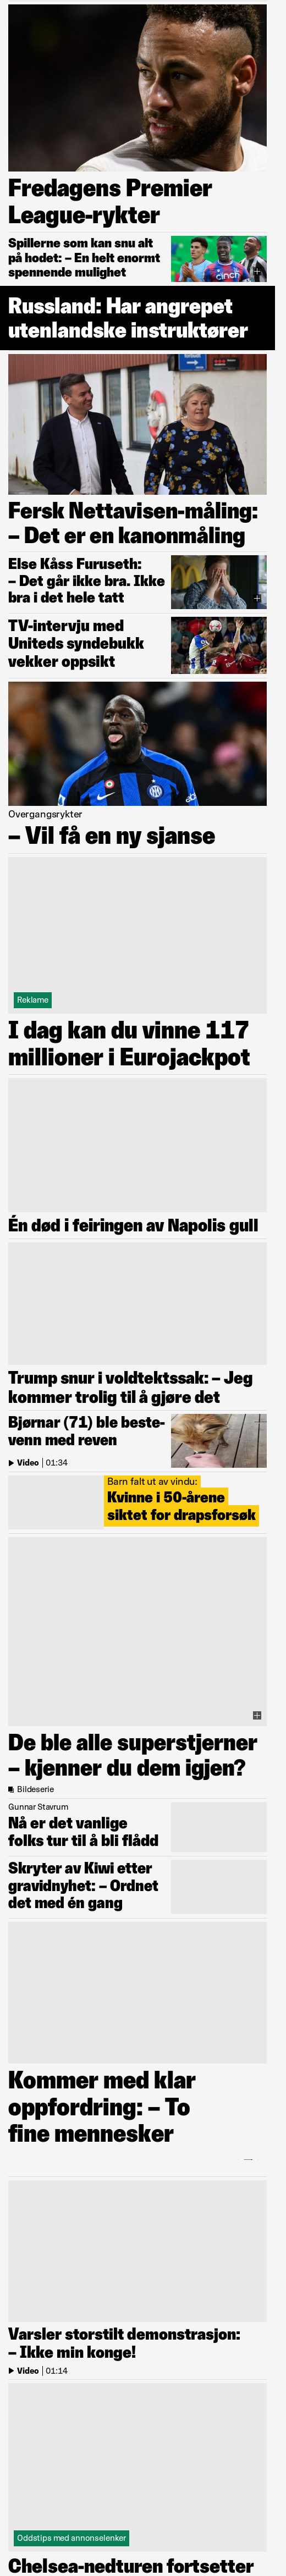 Fredagens Premier
League-rykter
Spillerne som kan snu alt
på hodet: – En helt enormt
spennende mulighet
cinch
Russland: Har angrepet
utenlandske instruktører
Fersk Nettavisen-måling:
– Det er en kanonmåling
Else Kåss Furuseth:
– Det går ikke bra. Ikke
bra i det hele tatt
TV-intervju med
Uniteds syndebukk
vekker oppsikt
Overgangsrykter
– Vil få en ny sjanse
Reklame
I dag kan du vinne 117
millioner i Eurojackpot
Én død i feiringen av Napolis gull
Trump snur i voldtektssak: – Jeg
kommer trolig til å gjøre det
Bjørnar (71) ble beste-
venn med reven
Video | 01:34
Barn falt ut av vindu:
Kvinne i 50-årene
siktet for drapsforsøk
De ble alle superstjerner
– kjenner du dem igjen?
Bildeserie
Gunnar Stavrum
Nå er det vanlige
folks tur til å bli flådd
Skryter av Kiwi etter
gravidnyhet: – Ordnet
det med én gang
Kommer med klar
oppfordring: – To
fine mennesker
Varsler storstilt demonstrasjon:
– Ikke min konge!
Video | 01:14
Oddstips med annonselenker
Chelsea-nedturen fortsetter